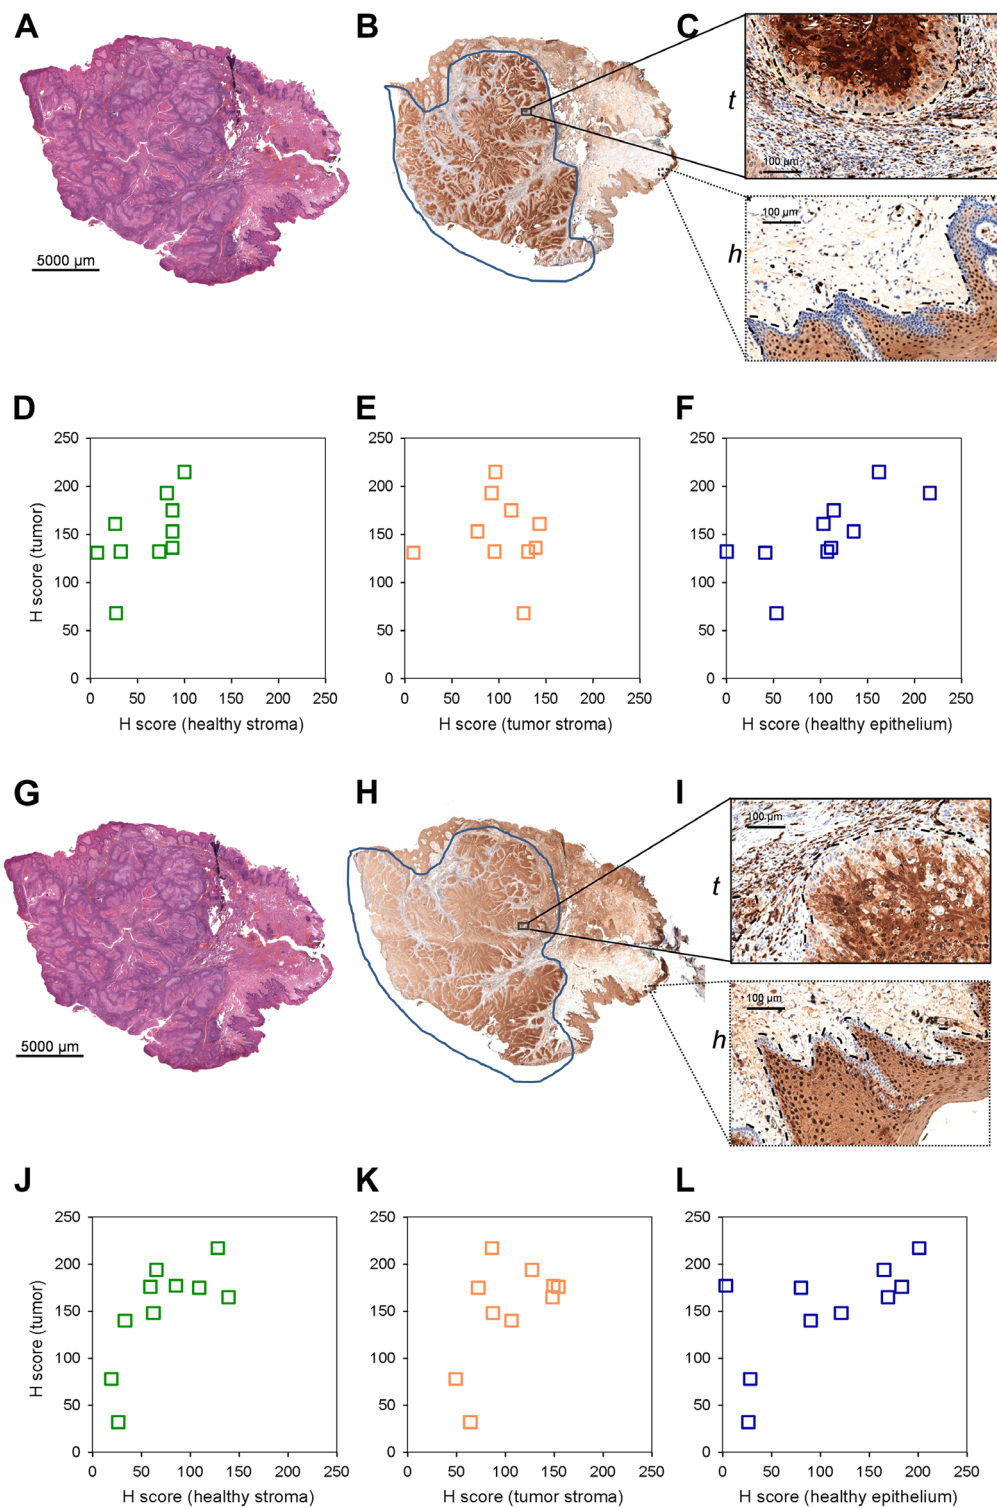 A
B
C
t
100 µm
100 µm
h
5000 µm
D
E
F
250
200
150
100
50
0
H score (tumor)
0 50 100 150 200 250
H score (healthy stroma)
250
200
150
100
50
0
0 50 100 150 200 250
H score (tumor stroma)
250
200
150
100
50
0
0 50 100 150 200 250
H score (healthy epithelium)
G
H
I
100 µm
t
100 µm
h
5000 µm
J
K
L
250
200
150
100
50
0
H score (tumor)
0 50 100 150 200 250
H score (healthy stroma)
250
200
150
100
50
0
0 50 100 150 200 250
H score (tumor stroma)
250
200
150
100
50
0
0 50 100 150 200 250
H score (healthy epithelium)